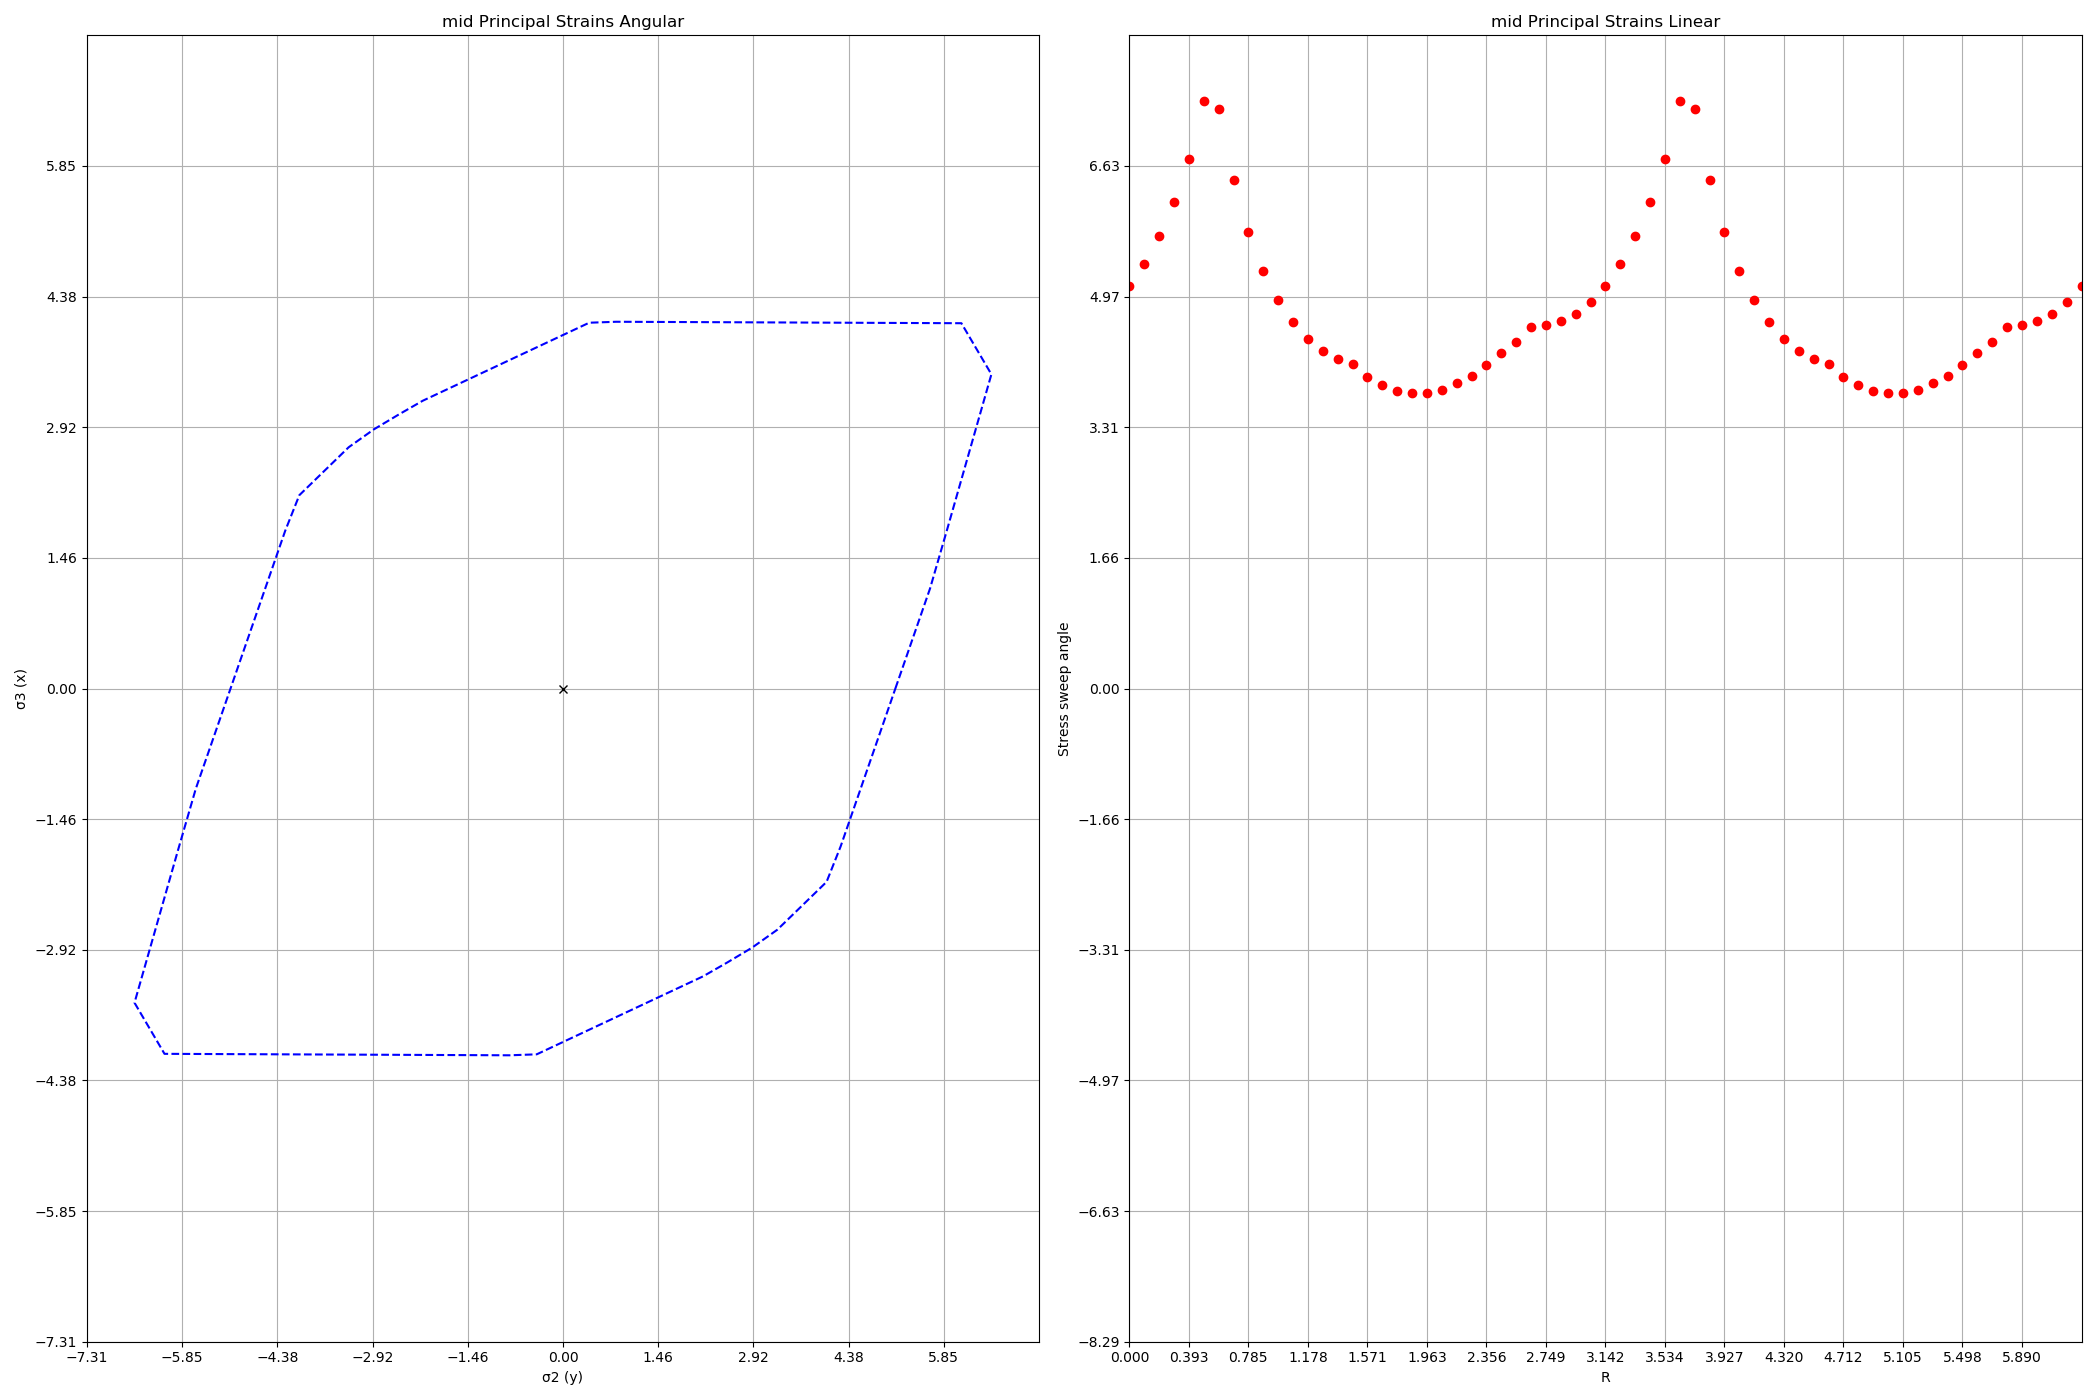 mid Principal Strains Angular
5.85
4.38
2.92
1.46
0.00
−1.46
−2.92
−4.38
−5.85
−7.31
σ3 (x)
−7.31 −5.85 −4.38 −2.92 −1.46 0.00 1.46 2.92 4.38 5.85
σ2 (y)
mid Principal Strains Linear
6.63
4.97
3.31
1.66
0.00
−1.66
−3.31
−4.97
−6.63
−8.29
Stress sweep angle
0.000 0.393 0.785 1.178 1.571 1.963 2.356 2.749 3.142 3.534 3.927 4.320 4.712 5.105 5.498 5.890
R